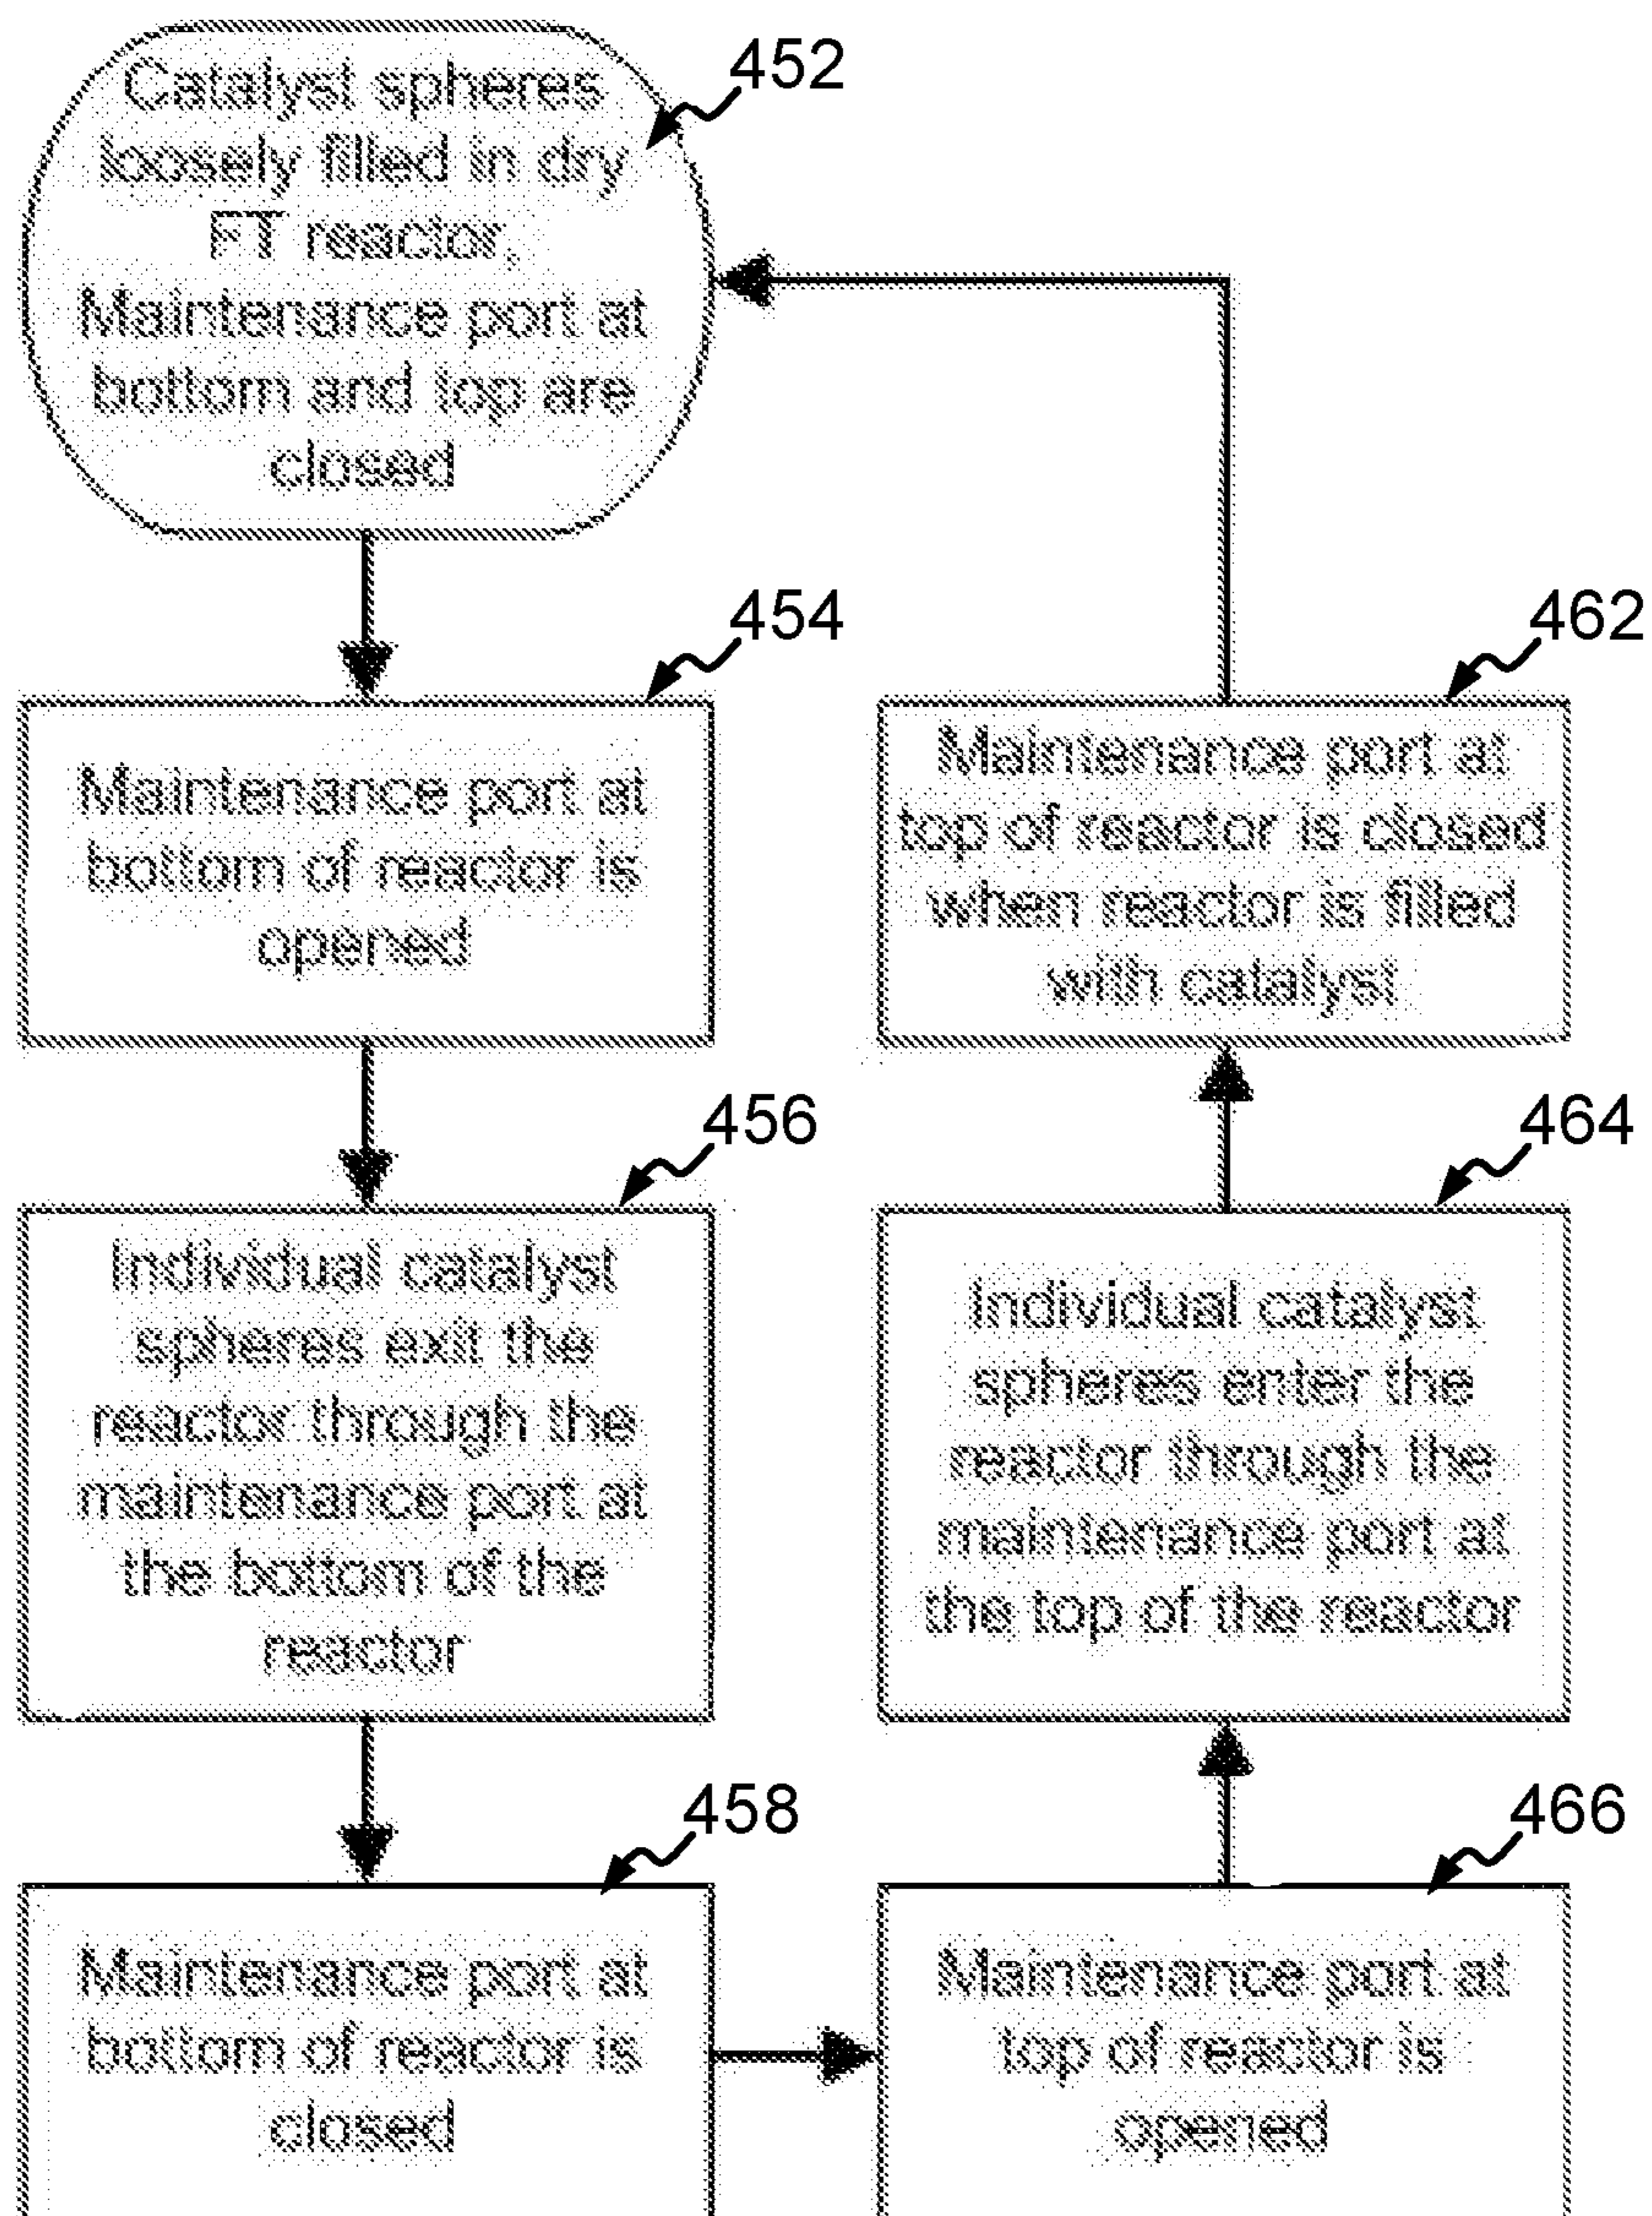 452
Catalyst spheres
loosely filled in dry
FT reactor,
Maintenance port at
bottom and top are
closed
454
Maintenance port at
bottom of reactor is
opened
462
Maintenance port at
top of reactor is closed
when reactor is filled
with catalyst
456
Individual catalyst
spheres exit the
reactor through the
maintenance port at
the bottom of the
reactor
464
Individual catalyst
spheres enter the
reactor through the
maintenance port at
the top of the reactor
458
Maintenance port at
bottom of reactor is
closed
466
Maintenance port at
top of reactor is
opened